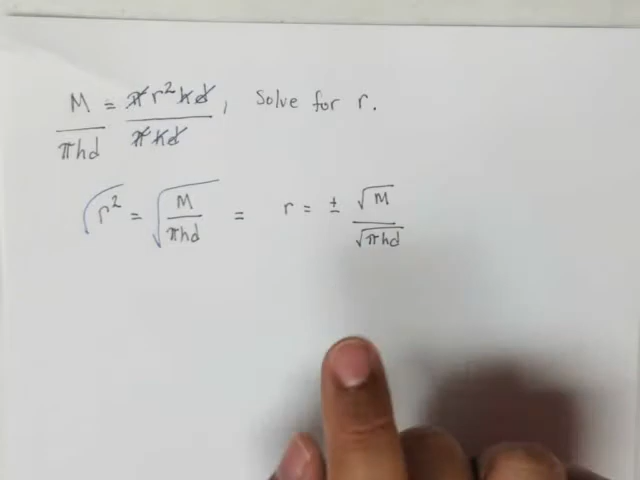 M/πhd = πr²hd/πhd, Solve for r.
√r² = √(M/πhd) = r = ± √M/√πhd